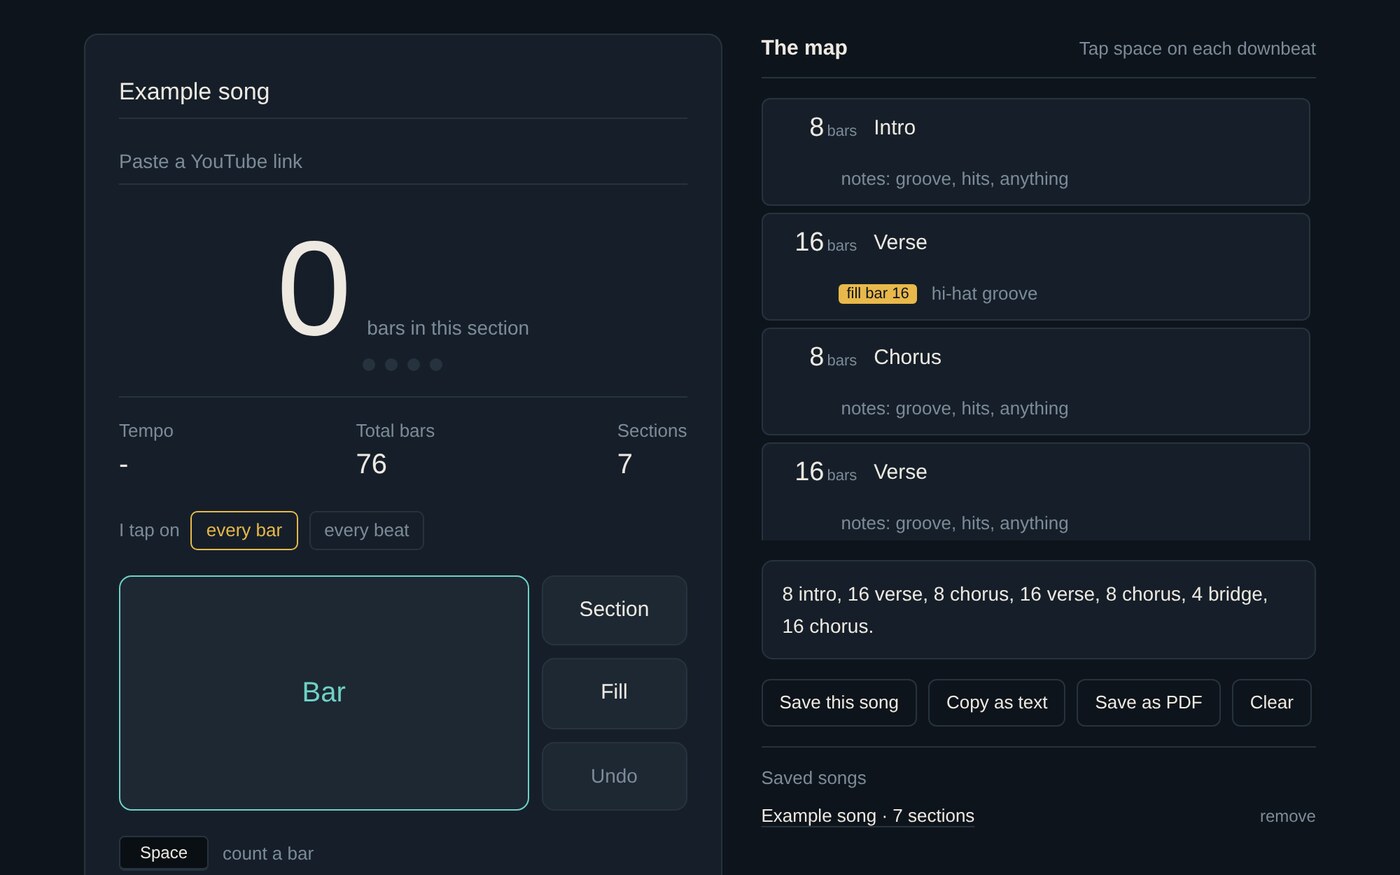 Example song
Paste a YouTube link
0 bars in this section
Tempo Total bars Sections
- 76 7
I tap on every bar every beat
Bar
Section
Fill
Undo
Space count a bar
The map Tap space on each downbeat
8 bars Intro
notes: groove, hits, anything
16 bars Verse
fill bar 16 hi-hat groove
8 bars Chorus
notes: groove, hits, anything
16 bars Verse
notes: groove, hits, anything
8 intro, 16 verse, 8 chorus, 16 verse, 8 chorus, 4 bridge,
16 chorus.
Save this song Copy as text Save as PDF Clear
Saved songs
Example song · 7 sections remove